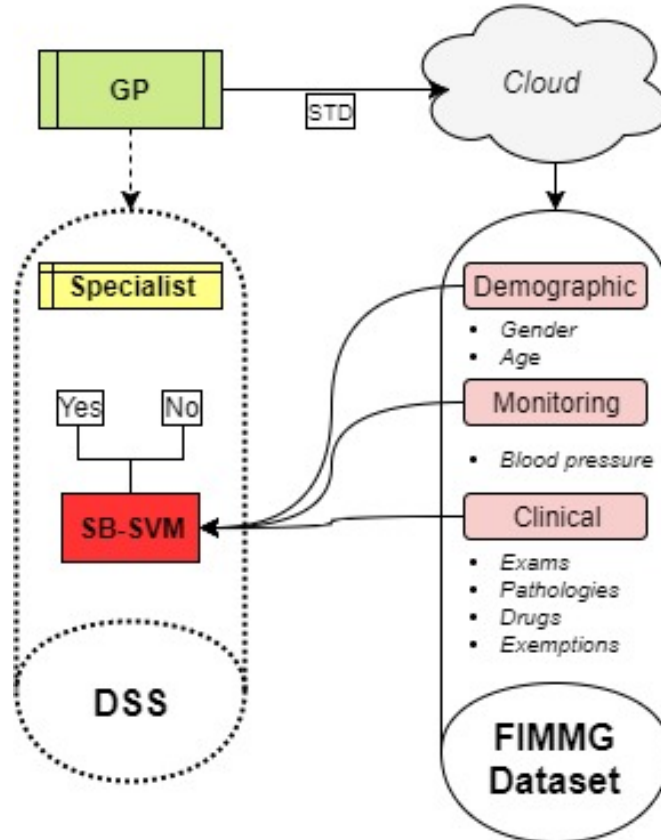 GP
STD
Cloud
Specialist
Yes
No
SB-SVM
DSS
Demographic
• Gender
• Age
Monitoring
• Blood pressure
Clinical
• Exams
• Pathologies
• Drugs
• Exemptions
FIMMG
Dataset